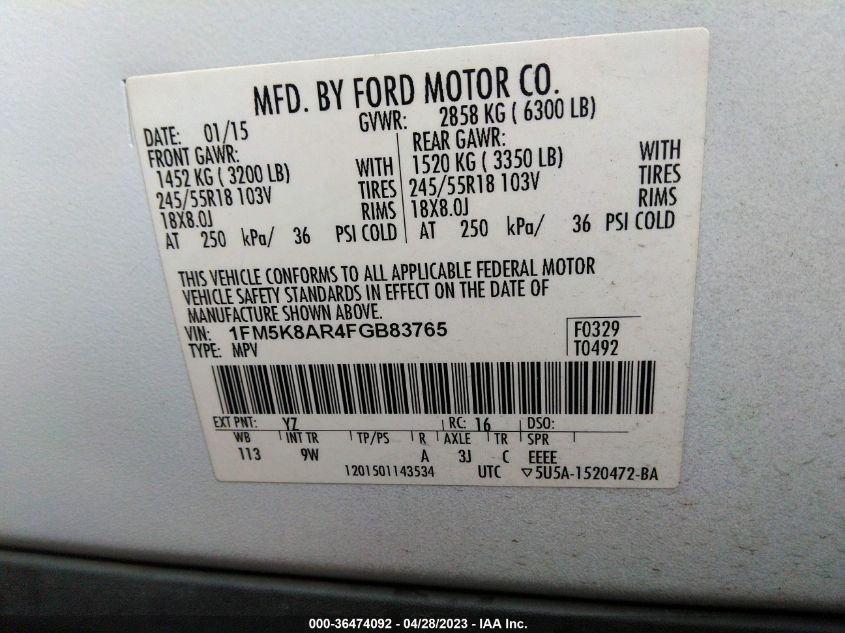 MFD. BY FORD MOTOR CO.
DATE: 01/15 GVWR: 2858 KG ( 6300 LB)
FRONT GAWR: REAR GAWR:
1452 KG ( 3200 LB) WITH 1520 KG ( 3350 LB) WITH
245/55R18 103V TIRES 245/55R18 103V TIRES
18X8.0J RIMS 18X8.0J RIMS
AT 250 kPa/ 36 PSI COLD AT 250 kPa/ 36 PSI COLD
THIS VEHICLE CONFORMS TO ALL APPLICABLE FEDERAL MOTOR
VEHICLE SAFETY STANDARDS IN EFFECT ON THE DATE OF
MANUFACTURE SHOWN ABOVE.
VIN: 1FM5K8AR4FGB83765 F0329
TYPE: MPV T0492
EXT PNT: YZ RC: 16 DSO:
WB INT TR TP/PS R AXLE TR SPR
113 9W A 3J C EEEE
1201501143534 UTC ▽5U5A-1520472-BA
000-36474092 - 04/28/2023 - IAA Inc.